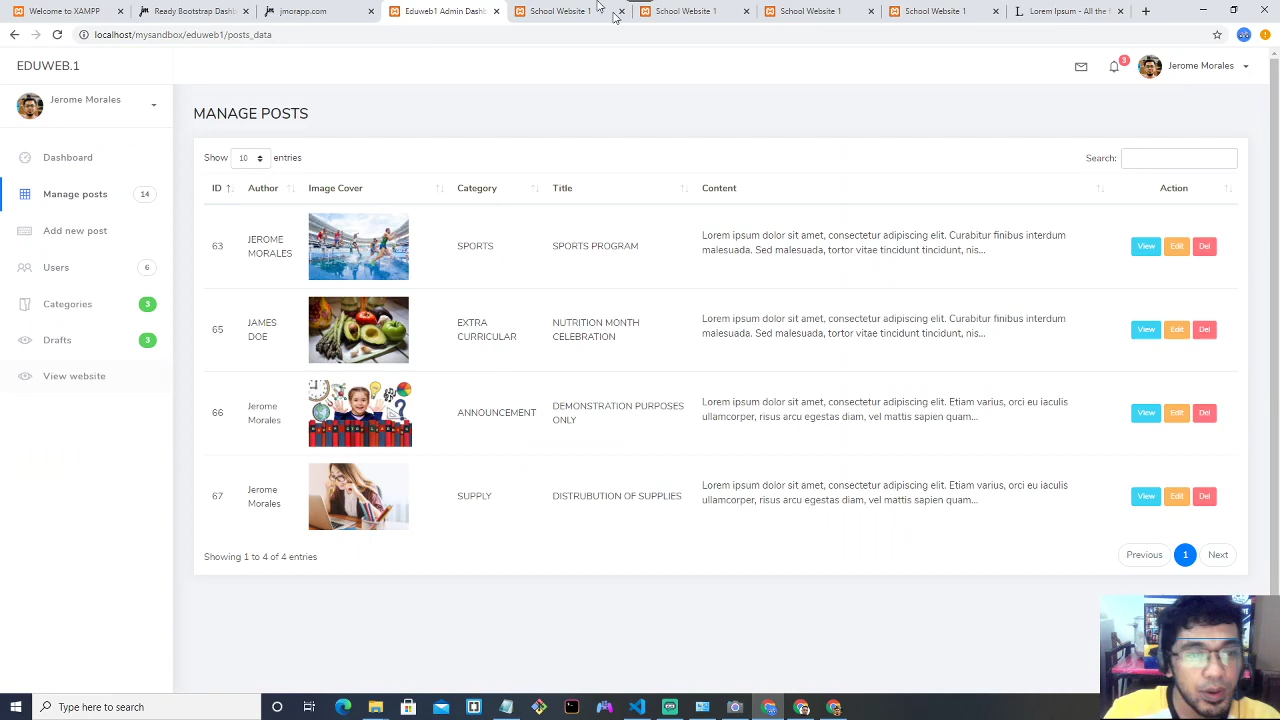 Welcome to XAMPP
Ready Bootstrap Dashb
jmorapp.com
Eduweb1 Admin Dashb
School Website 1
School Website 1
School Website 1
School Website 1
Lorem Ipsum - All the f
localhost/mysandbox/eduweb1/posts_data
EDUWEB.1
3
Jerome Morales
Jerome Morales
MANAGE POSTS
Dashboard
Manage posts 14
Add new post
Users 6
Categories 3
Drafts 3
View website
Show 10 entries
Search:
ID Author Image Cover Category Title Content Action
63 JEROME MORALES SPORTS SPORTS PROGRAM Lorem ipsum dolor sit amet, consectetur adipiscing elit. Curabitur finibus interdum
malesuada. Sed malesuada, tortor vitae tincidunt tincidunt, nis... View Edit Del
65 JAMES DOE EXTRA CURRICULAR NUTRITION MONTH CELEBRATION Lorem ipsum dolor sit amet, consectetur adipiscing elit. Curabitur finibus interdum
malesuada. Sed malesuada, tortor vitae tincidunt tincidunt, nis... View Edit Del
66 Jerome Morales ANNOUNCEMENT DEMONSTRATION PURPOSES ONLY Lorem ipsum dolor sit amet, consectetur adipiscing elit. Etiam varius, orci eu iaculis
ullamcorper, risus arcu egestas diam, vel mattis sapien quam... View Edit Del
67 Jerome Morales SUPPLY DISTRUBUTION OF SUPPLIES Lorem ipsum dolor sit amet, consectetur adipiscing elit. Etiam varius, orci eu iaculis
ullamcorper, risus arcu egestas diam, vel mattis sapien quam... View Edit Del
Showing 1 to 4 of 4 entries
Previous 1 Next
Type here to search